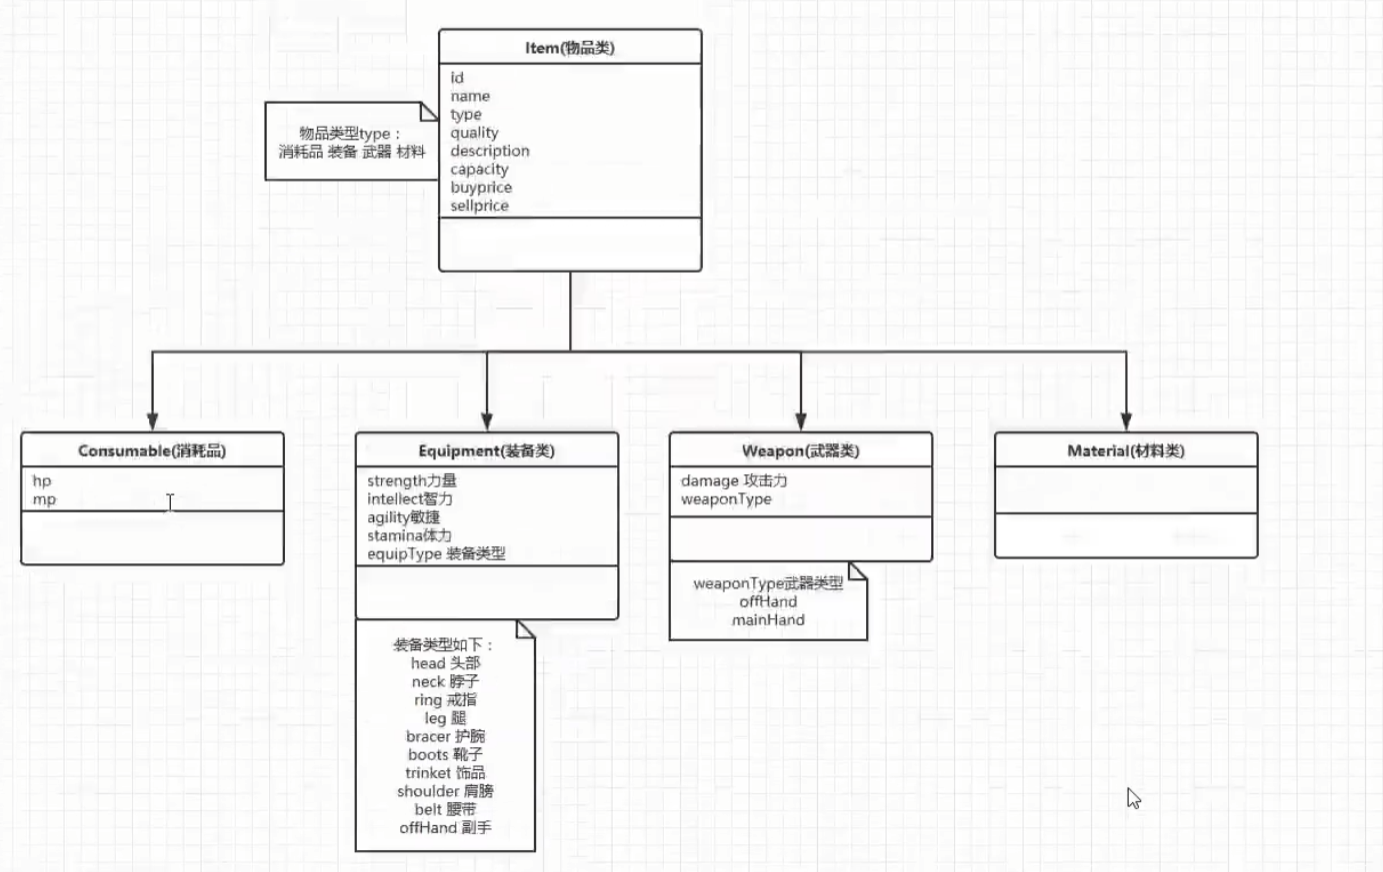 Item(物品类)
id
name
type
quality
description
capacity
buyprice
sellprice
物品类型type：
消耗品 装备 武器 材料
Consumable(消耗品)
hp
mp
Equipment(装备类)
strength力量
intellect智力
agility敏捷
stamina体力
equipType 装备类型
装备类型如下：
head 头部
neck 脖子
ring 戒指
leg 腿
bracer 护腕
boots 靴子
trinket 饰品
shoulder 肩膀
belt 腰带
offHand 副手
Weapon(武器类)
damage 攻击力
weaponType
weaponType武器类型
offHand
mainHand
Material(材料类)